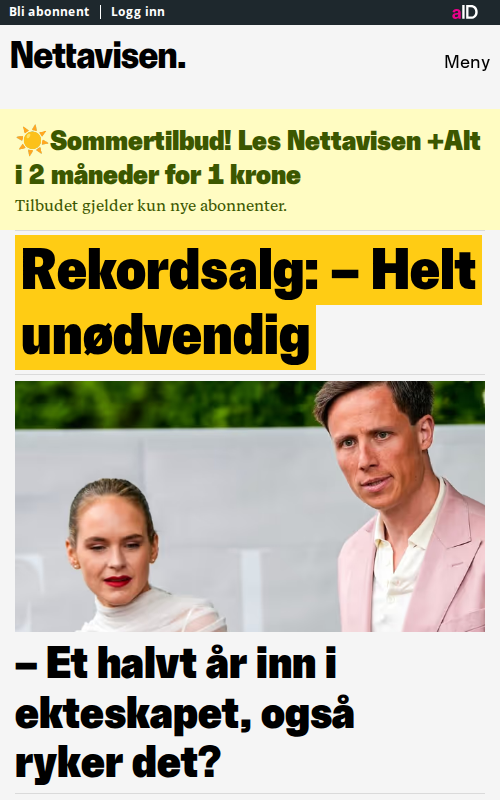 Bli abonnent | Logg inn
aID
Nettavisen.
Meny
☀️Sommertilbud! Les Nettavisen +Alt
i 2 måneder for 1 krone
Tilbudet gjelder kun nye abonnenter.
Rekordsalg: – Helt
unødvendig
– Et halvt år inn i
ekteskapet, også
ryker det?